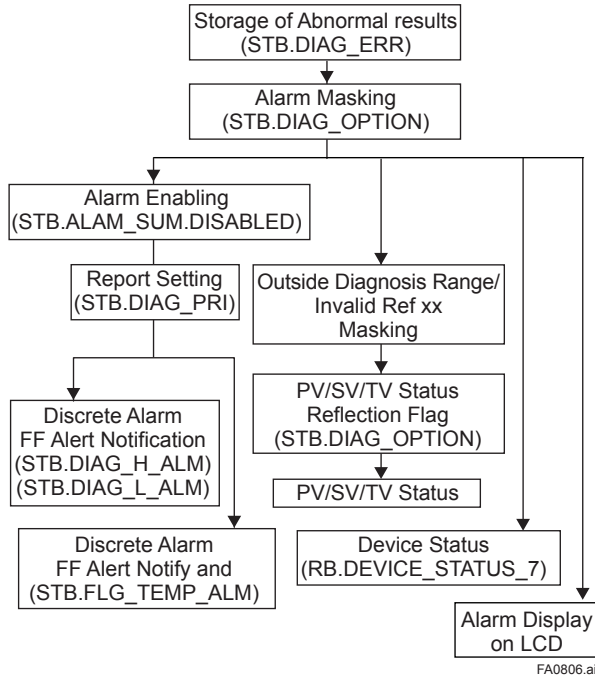 Storage of Abnormal results
(STB.DIAG_ERR)
Alarm Masking
(STB.DIAG_OPTION)
Alarm Enabling
(STB.ALAM_SUM.DISABLED)
Report Setting
(STB.DIAG_PRI)
Outside Diagnosis Range/
Invalid Ref xx
Masking
Discrete Alarm
FF Alert Notification
(STB.DIAG_H_ALM)
(STB.DIAG_L_ALM)
PV/SV/TV Status
Reflection Flag
(STB.DIAG_OPTION)
PV/SV/TV Status
Discrete Alarm
FF Alert Notify and
(STB.FLG_TEMP_ALM)
Device Status
(RB.DEVICE_STATUS_7)
Alarm Display
on LCD
FA0806.ai